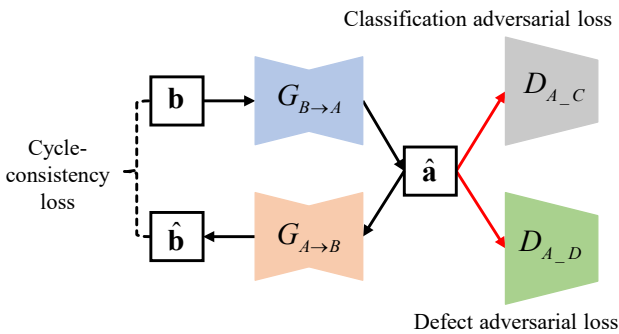 Classification adversarial loss
b
G_{B→A}
D_{A_C}
Cycle-
consistency
loss
â
b̂
G_{A→B}
D_{A_D}
Defect adversarial loss